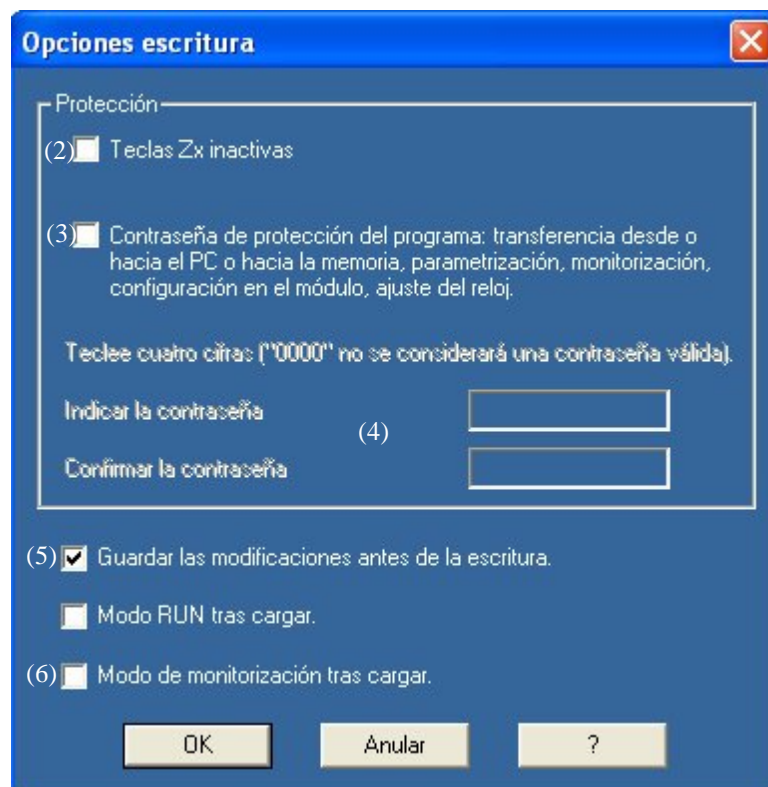 Opciones escritura
Protección
(2) Teclas Zx inactivas
(3) Contraseña de protección del programa: transferencia desde o
hacia el PC o hacia la memoria, parametrización, monitorización,
configuración en el módulo, ajuste del reloj.
Teclee cuatro cifras ("0000" no se considerará una contraseña válida).
Indicar la contraseña
(4)
Confirmar la contraseña
(5) Guardar las modificaciones antes de la escritura.
Modo RUN tras cargar.
(6) Modo de monitorización tras cargar.
OK Anular ?